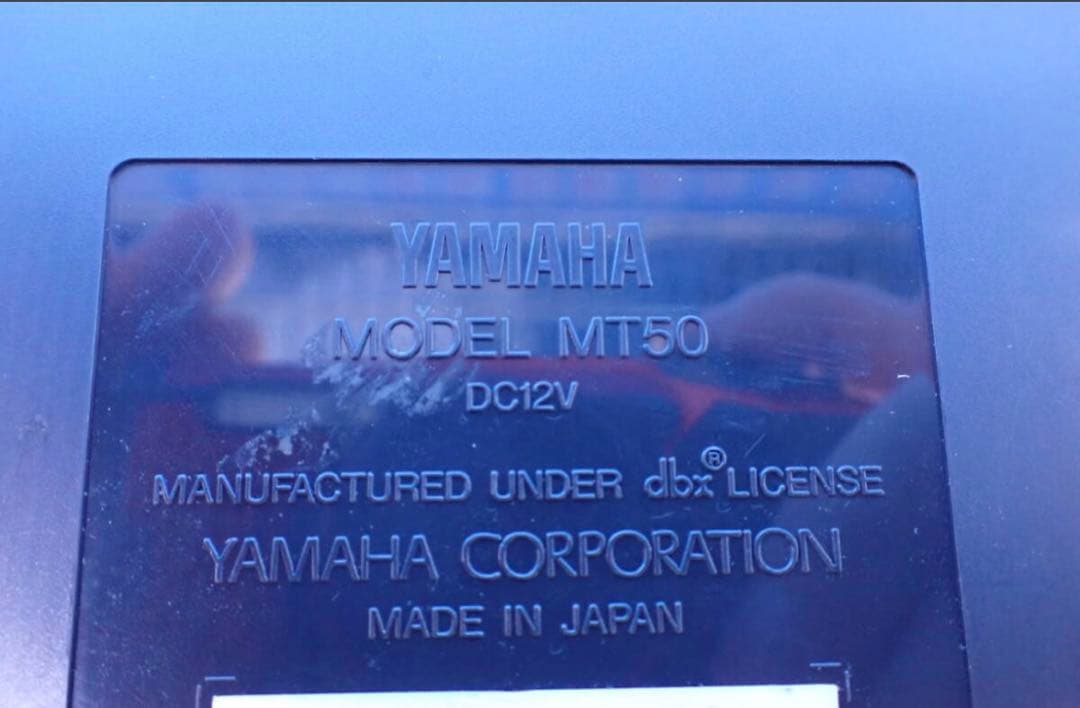 YAMAHA
MODEL MT50
DC12V
MANUFACTURED UNDER dbx® LICENSE
YAMAHA CORPORATION
MADE IN JAPAN